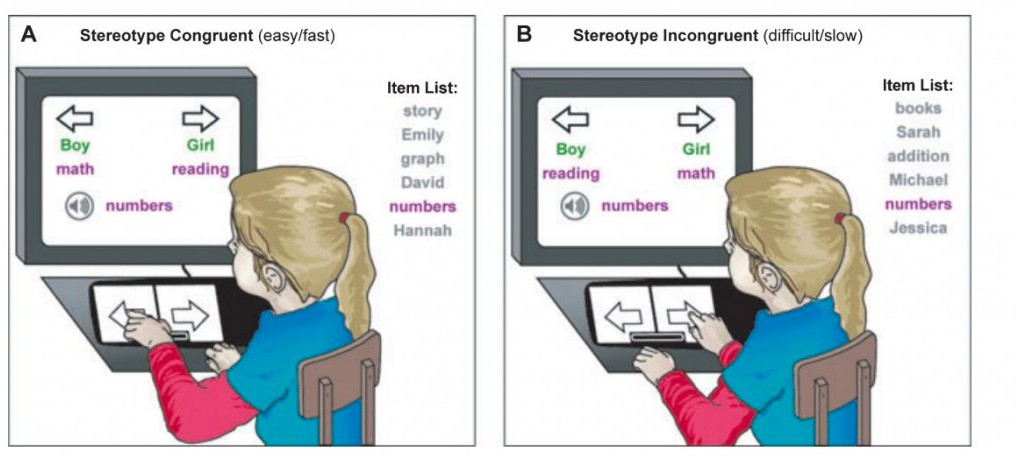 A Stereotype Congruent (easy/fast)
Item List:
story
Emily
graph
David
numbers
Hannah
Boy Girl
math reading
numbers
B Stereotype Incongruent (difficult/slow)
Item List:
books
Sarah
addition
Michael
numbers
Jessica
Boy Girl
reading math
numbers